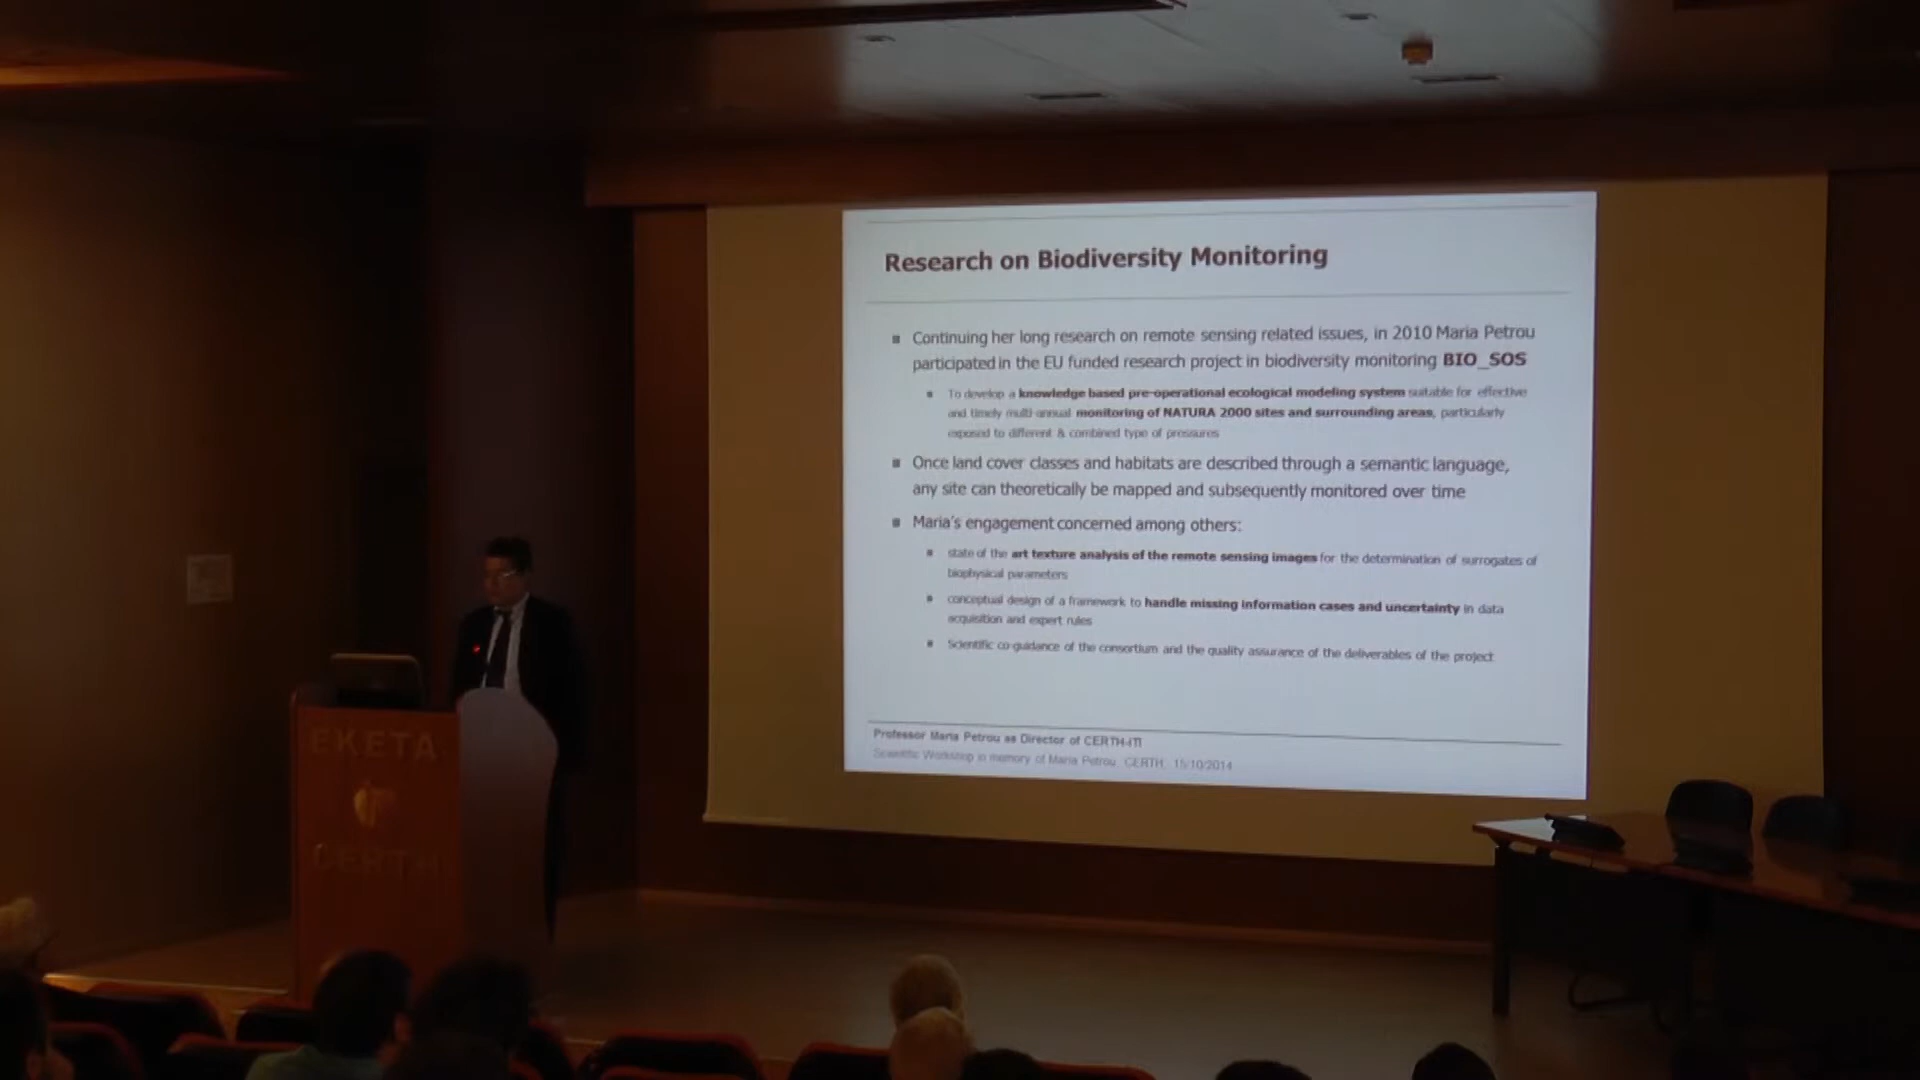 Research on Biodiversity Monitoring
Continuing her long research on remote sensing related issues, in 2010 Maria Petrou
participated in the EU funded research project in biodiversity monitoring BIO_SOS
To develop a knowledge based pre-operational ecological modeling system suitable for effective
and timely multi-annual monitoring of NATURA 2000 sites and surrounding areas, particularly
exposed to different & combined type of pressures
Once land cover classes and habitats are described through a semantic language,
any site can theoretically be mapped and subsequently monitored over time
Maria's engagement concerned among others:
state of the art texture analysis of the remote sensing images for the determination of surrogates of
biophysical parameters
conceptual design of a framework to handle missing information cases and uncertainty in data
acquisition and expert rules
Scientific co-guidance of the consortium and the quality assurance of the deliverables of the project
Professor Maria Petrou as Director of CERTH-ITI
Scientific Workshop in memory of Maria Petrou, CERTH, 15/10/2014
EKETA
CERTH